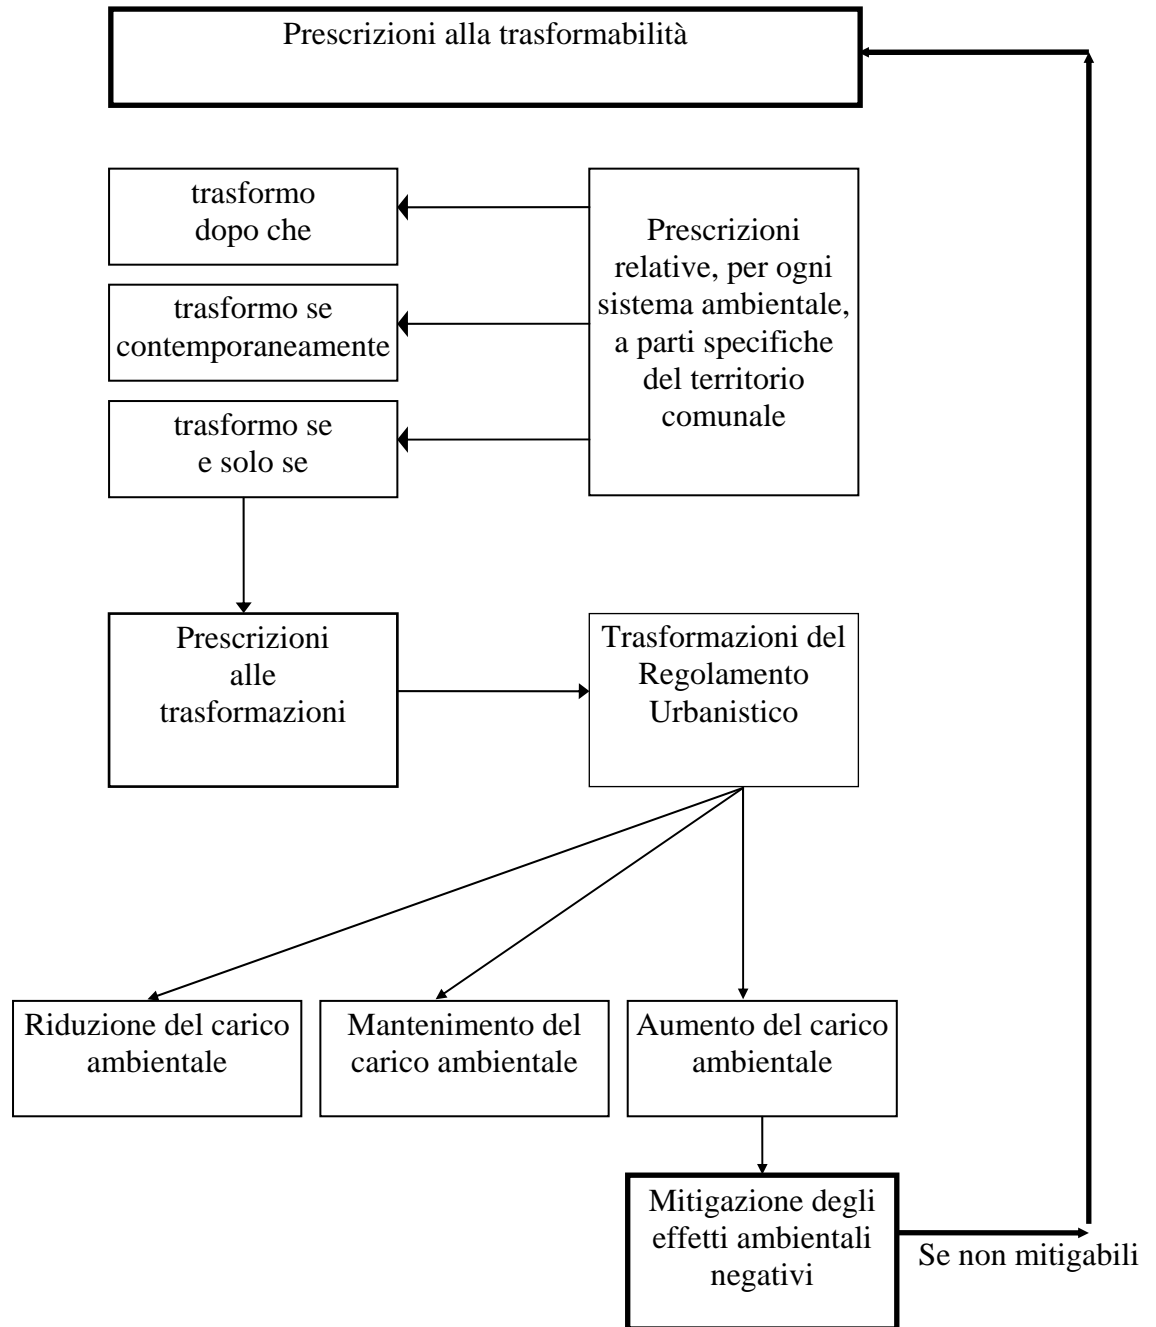 Prescrizioni alla trasformabilità
trasformo
dopo che
trasformo se
contemporaneamente
trasformo se
e solo se
Prescrizioni
relative, per ogni
sistema ambientale,
a parti specifiche
del territorio
comunale
Prescrizioni
alle
trasformazioni
Trasformazioni del
Regolamento
Urbanistico
Riduzione del carico
ambientale
Mantenimento del
carico ambientale
Aumento del carico
ambientale
Mitigazione degli
effetti ambientali
negativi
Se non mitigabili